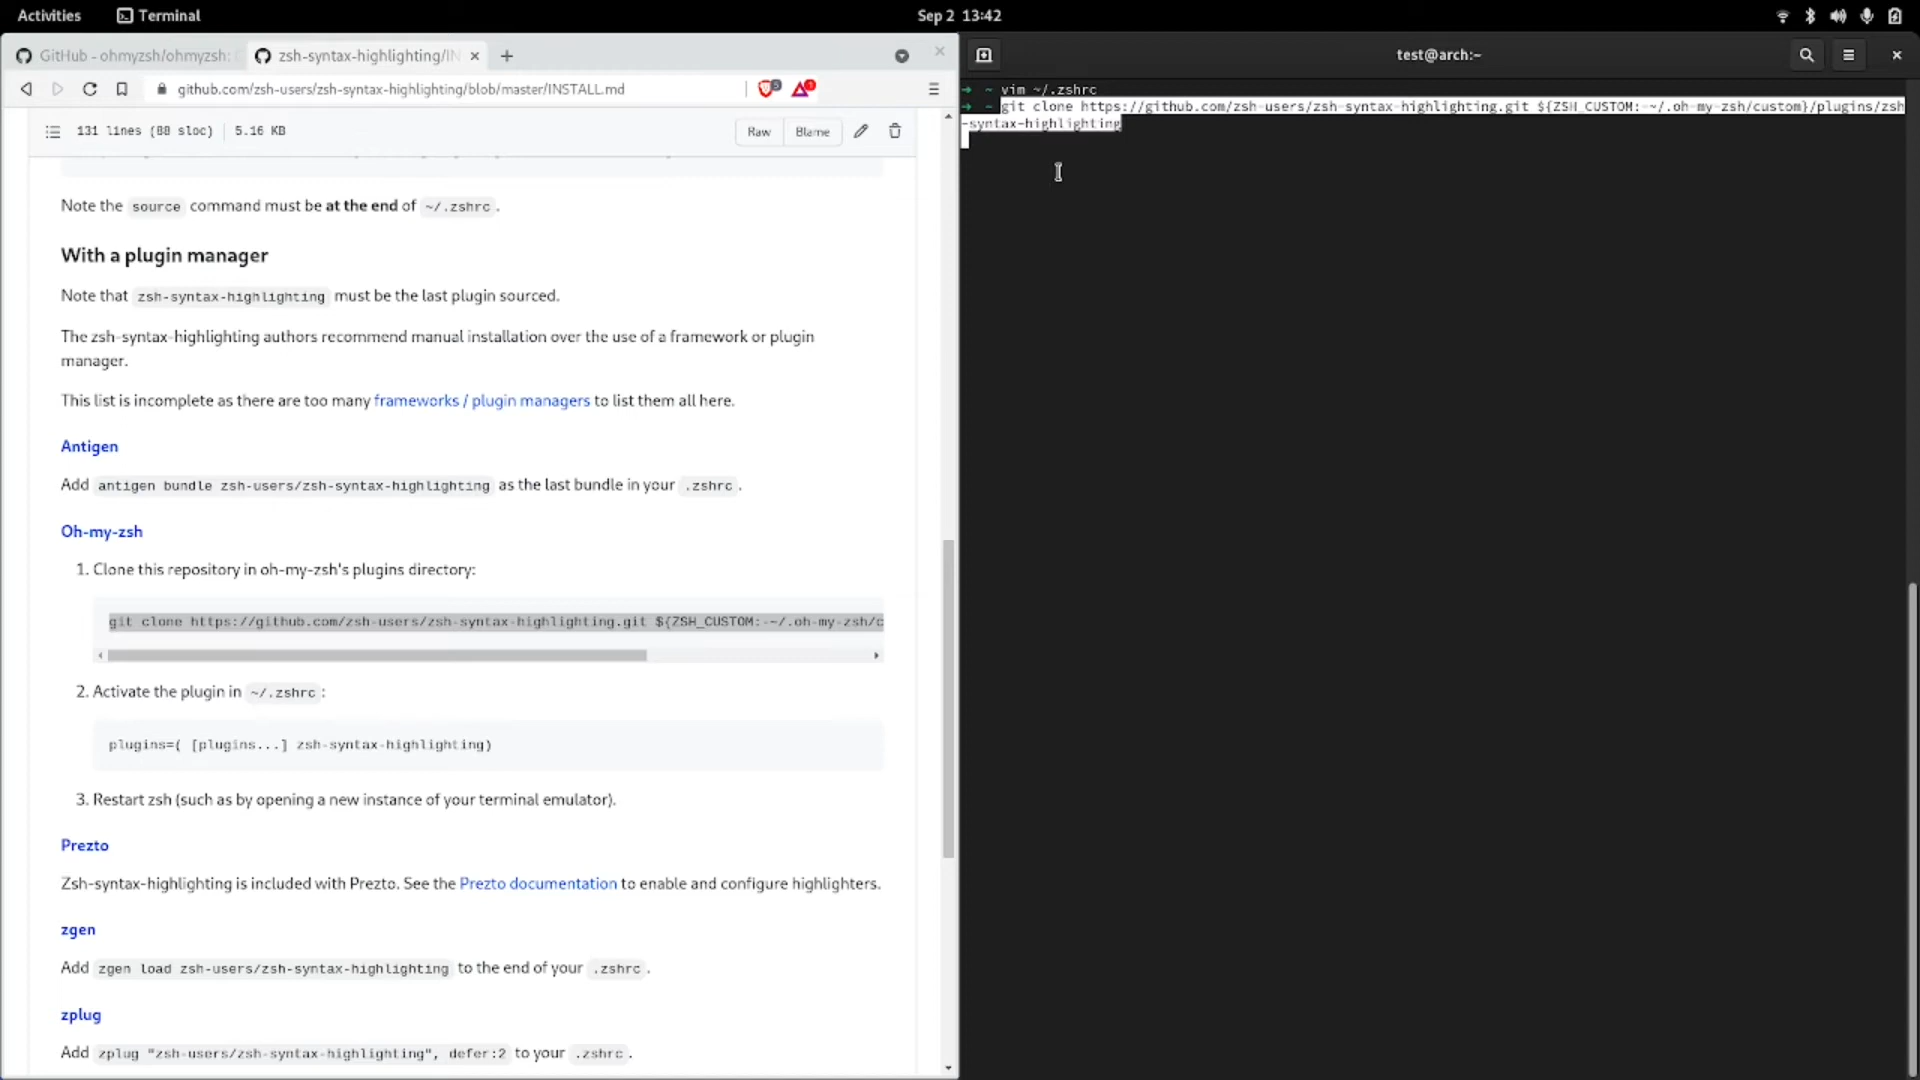 Activities
Terminal
Sep 2 13:42
GitHub - ohmyzsh/ohmyzsh:
zsh-syntax-highlighting/IN
github.com/zsh-users/zsh-syntax-highlighting/blob/master/INSTALL.md
131 lines (88 sloc)
5.16 KB
Raw
Blame
Note the source command must be at the end of ~/.zshrc .
With a plugin manager
Note that zsh-syntax-highlighting must be the last plugin sourced.
The zsh-syntax-highlighting authors recommend manual installation over the use of a framework or plugin
manager.
This list is incomplete as there are too many frameworks / plugin managers to list them all here.
Antigen
Add antigen bundle zsh-users/zsh-syntax-highlighting as the last bundle in your .zshrc .
Oh-my-zsh
1. Clone this repository in oh-my-zsh's plugins directory:
git clone https://github.com/zsh-users/zsh-syntax-highlighting.git ${ZSH_CUSTOM:-~/.oh-my-zsh/c
2. Activate the plugin in ~/.zshrc :
plugins=( [plugins...] zsh-syntax-highlighting)
3. Restart zsh (such as by opening a new instance of your terminal emulator).
Prezto
Zsh-syntax-highlighting is included with Prezto. See the Prezto documentation to enable and configure highlighters.
zgen
Add zgen load zsh-users/zsh-syntax-highlighting to the end of your .zshrc .
zplug
Add zplug "zsh-users/zsh-syntax-highlighting", defer:2 to your .zshrc .
test@arch:~
→ ~ vim ~/.zshrc
→ ~ git clone https://github.com/zsh-users/zsh-syntax-highlighting.git ${ZSH_CUSTOM:-~/.oh-my-zsh/custom}/plugins/zsh
-syntax-highlighting